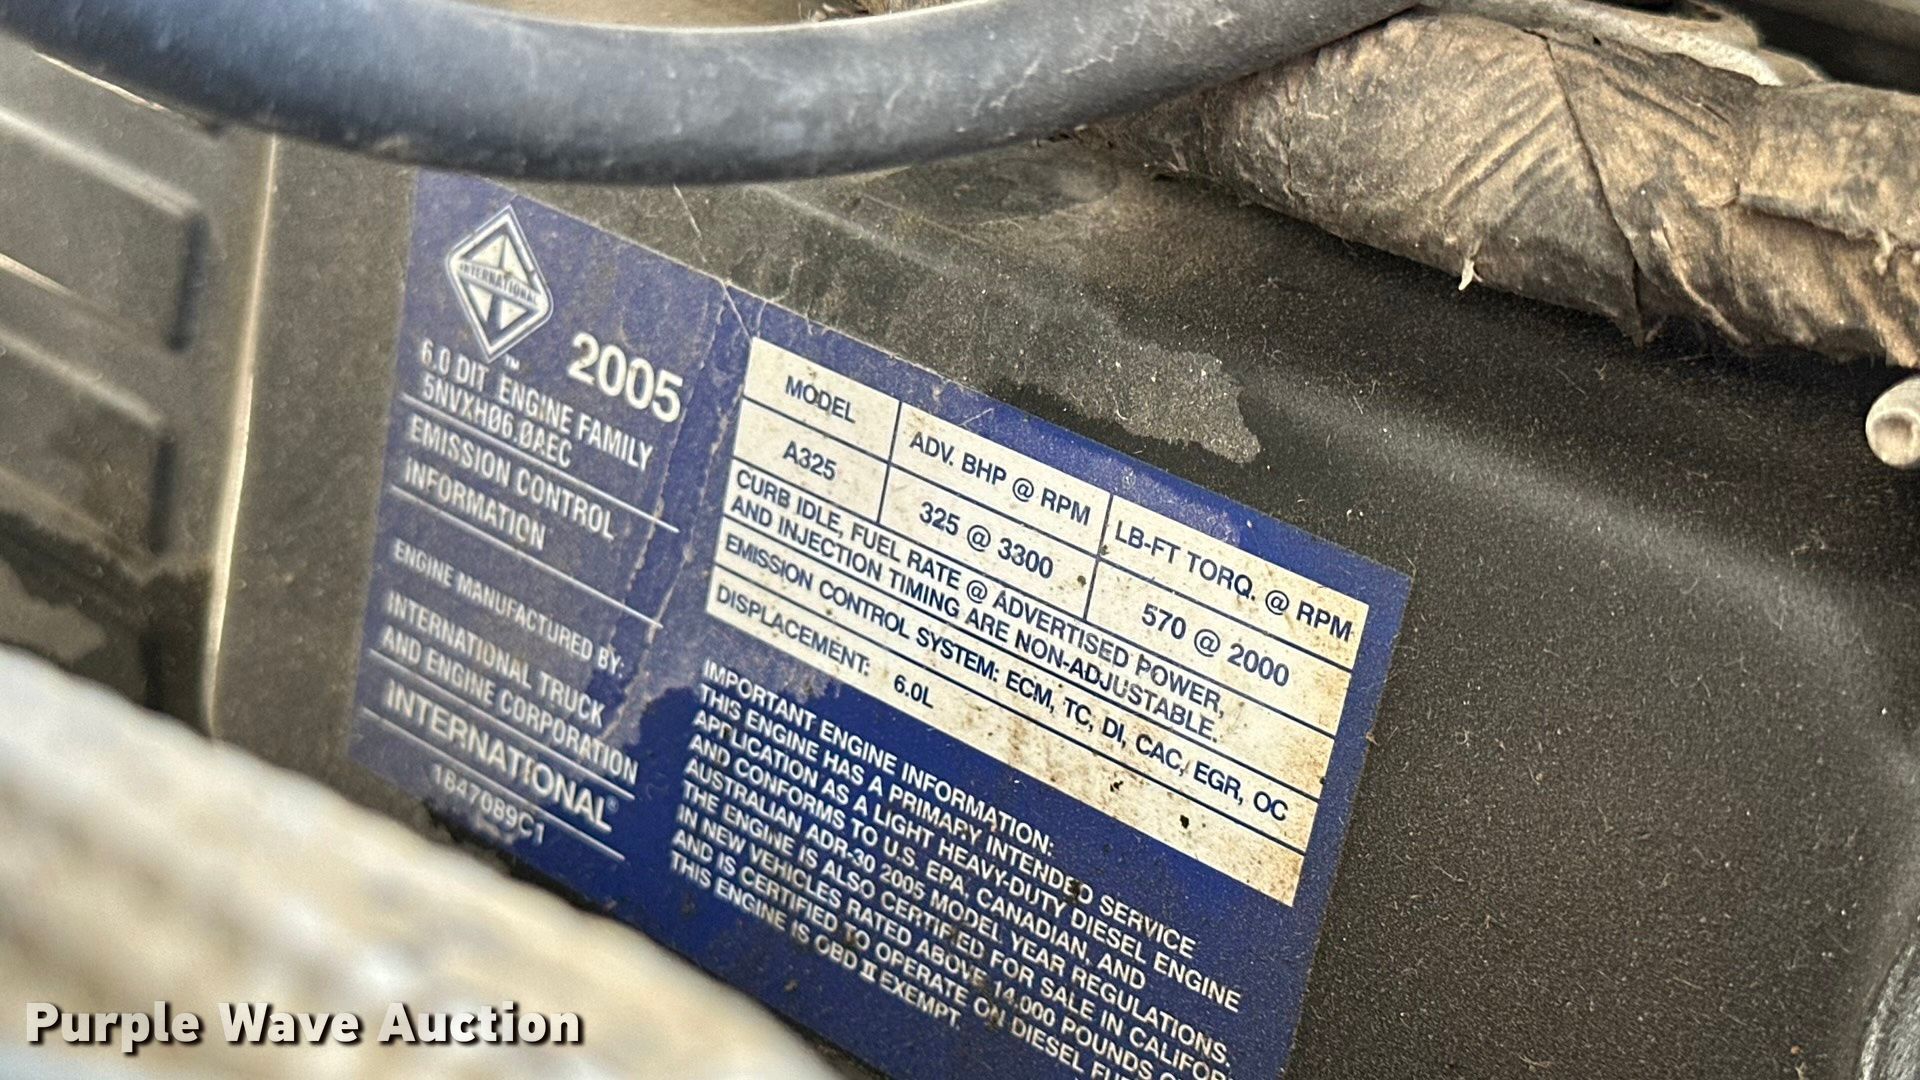 INTERNATIONAL
™
2005
6.0 DIT ENGINE FAMILY
5NVXH06.0AEC
EMISSION CONTROL
INFORMATION
ENGINE MANUFACTURED BY:
INTERNATIONAL TRUCK
AND ENGINE CORPORATION
INTERNATIONAL®
1847089C1
MODEL ADV. BHP @ RPM LB-FT TORQ. @ RPM
A325 325 @ 3300 570 @ 2000
CURB IDLE, FUEL RATE @ ADVERTISED POWER,
AND INJECTION TIMING ARE NON-ADJUSTABLE.
EMISSION CONTROL SYSTEM: ECM, TC, DI, CAC, EGR, OC
DISPLACEMENT: 6.0L
IMPORTANT ENGINE INFORMATION:
THIS ENGINE HAS A PRIMARY INTENDED SERVICE
APPLICATION AS A LIGHT HEAVY-DUTY DIESEL ENGINE
AND CONFORMS TO U.S. EPA, CANADIAN, AND
AUSTRALIAN ADR-30 2005 MODEL YEAR REGULATIONS.
THE ENGINE IS ALSO CERTIFIED FOR SALE IN
IN NEW VEHICLES RATED ABOVE 14,000 POUNDS
AND IS CERTIFIED TO OPERATE ON DIESEL
THIS ENGINE IS OBD II EXEMPT.
Purple Wave Auction